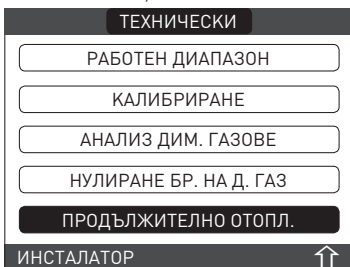 ТЕХНИЧЕСКИ
РАБОТЕН ДИАПАЗОН
КАЛИБРИРАНЕ
АНАЛИЗ ДИМ. ГАЗОВЕ
НУЛИРАНЕ БР. НА Д. ГАЗ
ПРОДЪЛЖИТЕЛНО ОТОПЛ.
ИНСТАЛАТОР